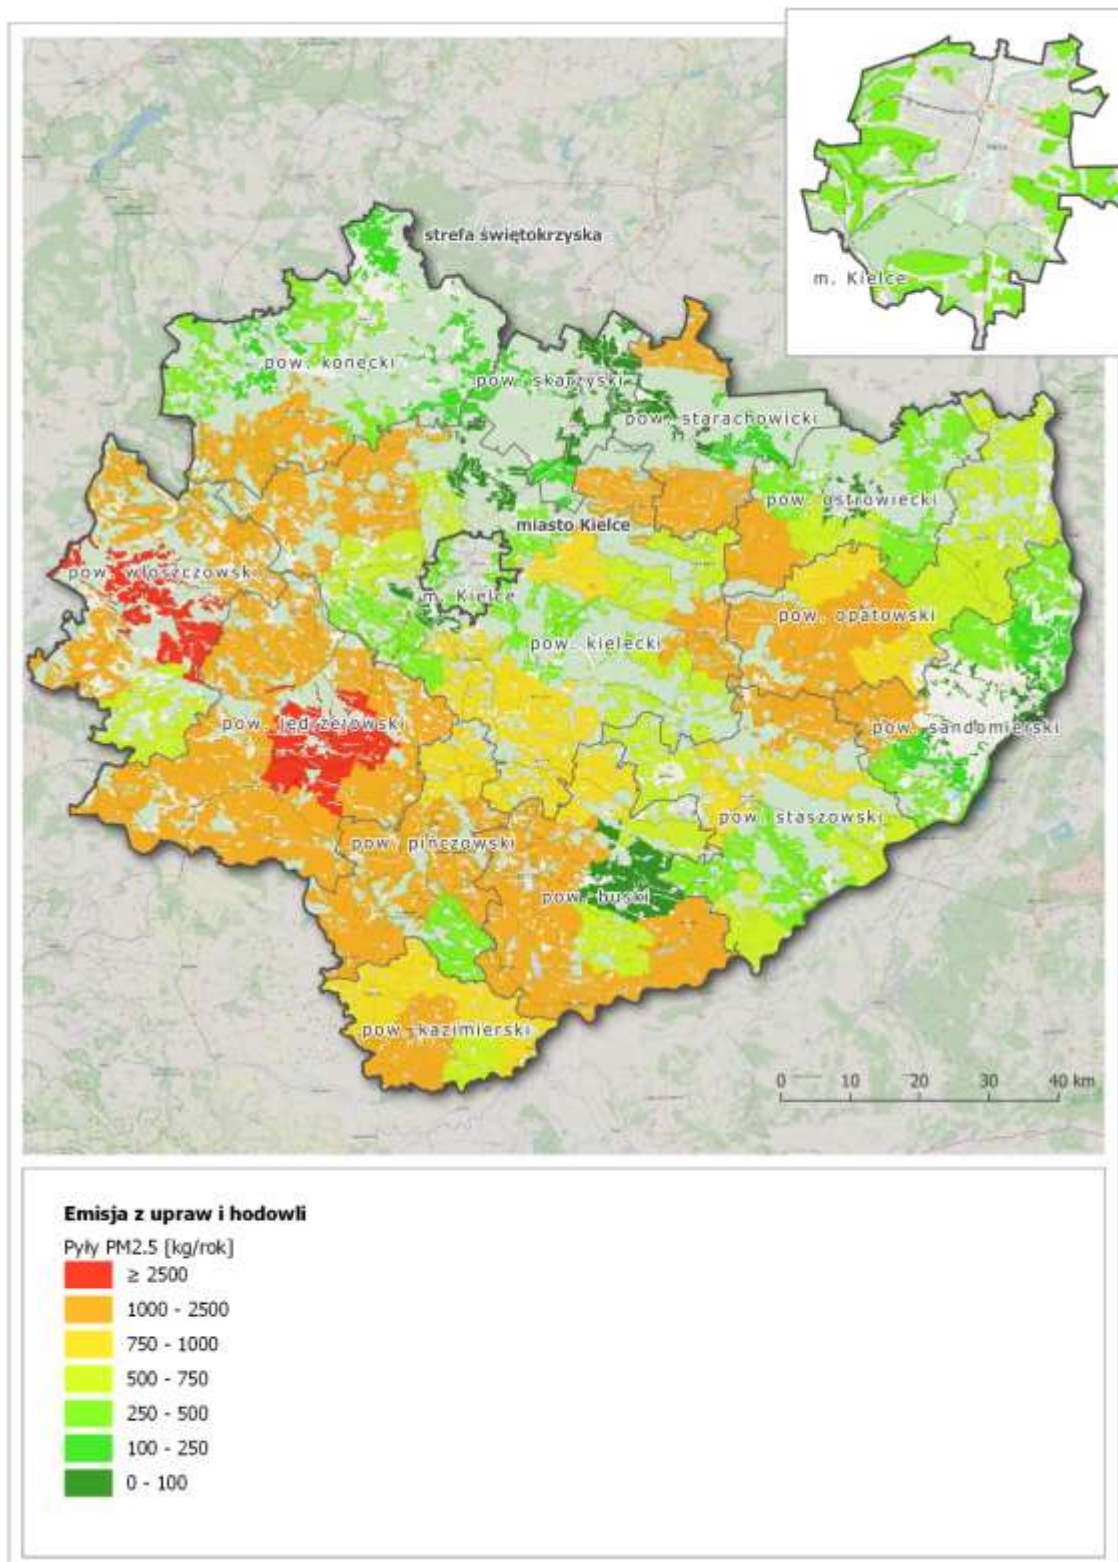 m. Kielce
strefa świętokrzyska
pow. konecki
pow. skarżyski
pow. starachowicki
pow. ostrowiecki
miasto Kielce
pow. włoszczowski
m. Kielce
pow. opatowski
pow. kielecki
pow. jędrzejowski
pow. sandomierski
pow. staszowski
pow. pińczowski
pow. buski
pow. kazimierski
0 10 20 30 40 km
Emisja z upraw i hodowli
Pyły PM2.5 [kg/rok]
≥ 2500
1000 - 2500
750 - 1000
500 - 750
250 - 500
100 - 250
0 - 100